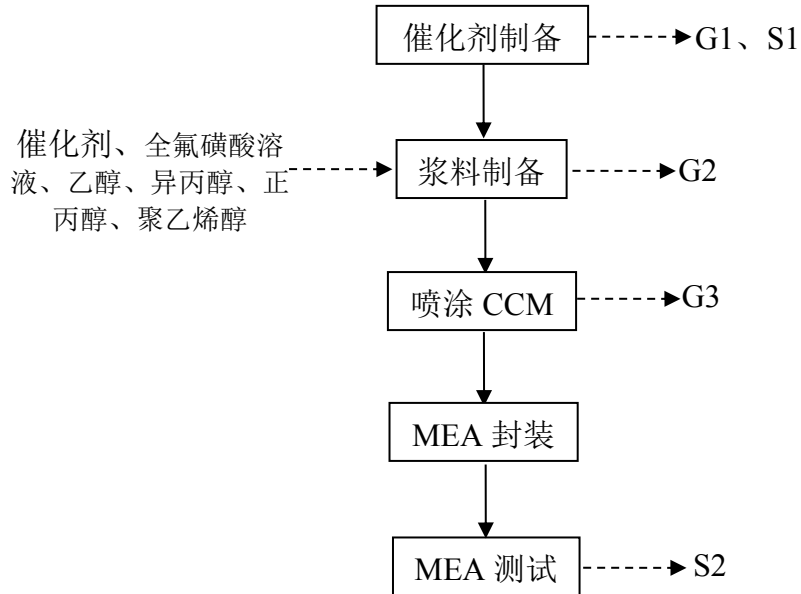 催化剂制备
G1、S1
催化剂、全氟磺酸溶
液、乙醇、异丙醇、正
丙醇、聚乙烯醇
浆料制备
G2
喷涂 CCM
G3
MEA 封装
MEA 测试
S2